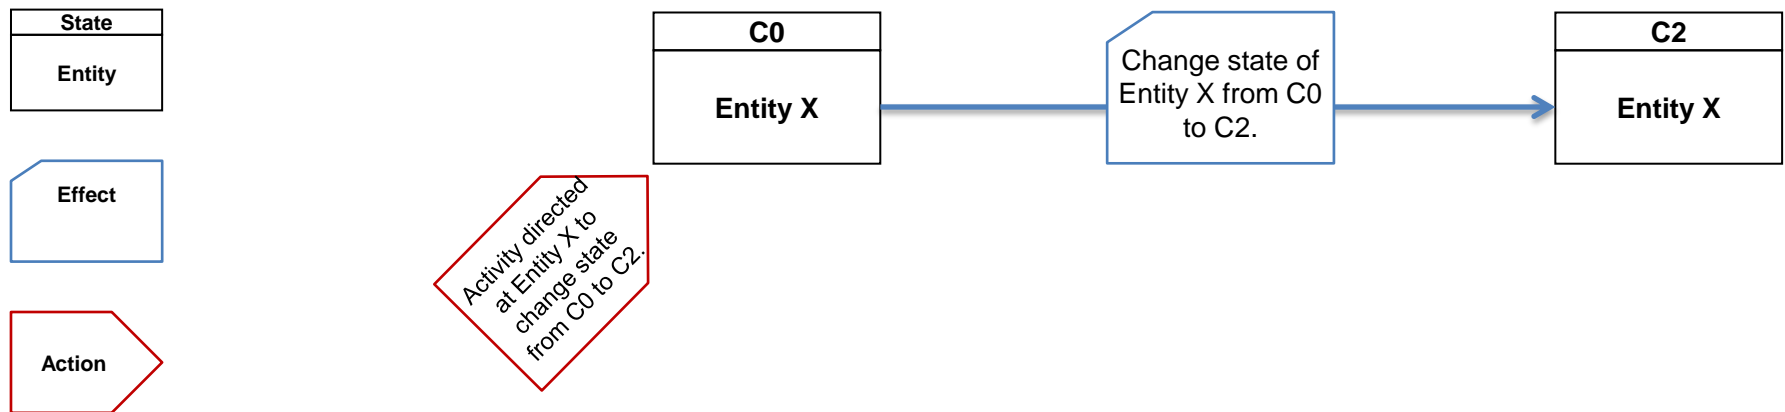 State
Entity
Effect
Action
C0
Entity X
Activity directed
at Entity X to
change state
from C0 to C2.
Change state of
Entity X from C0
to C2.
C2
Entity X